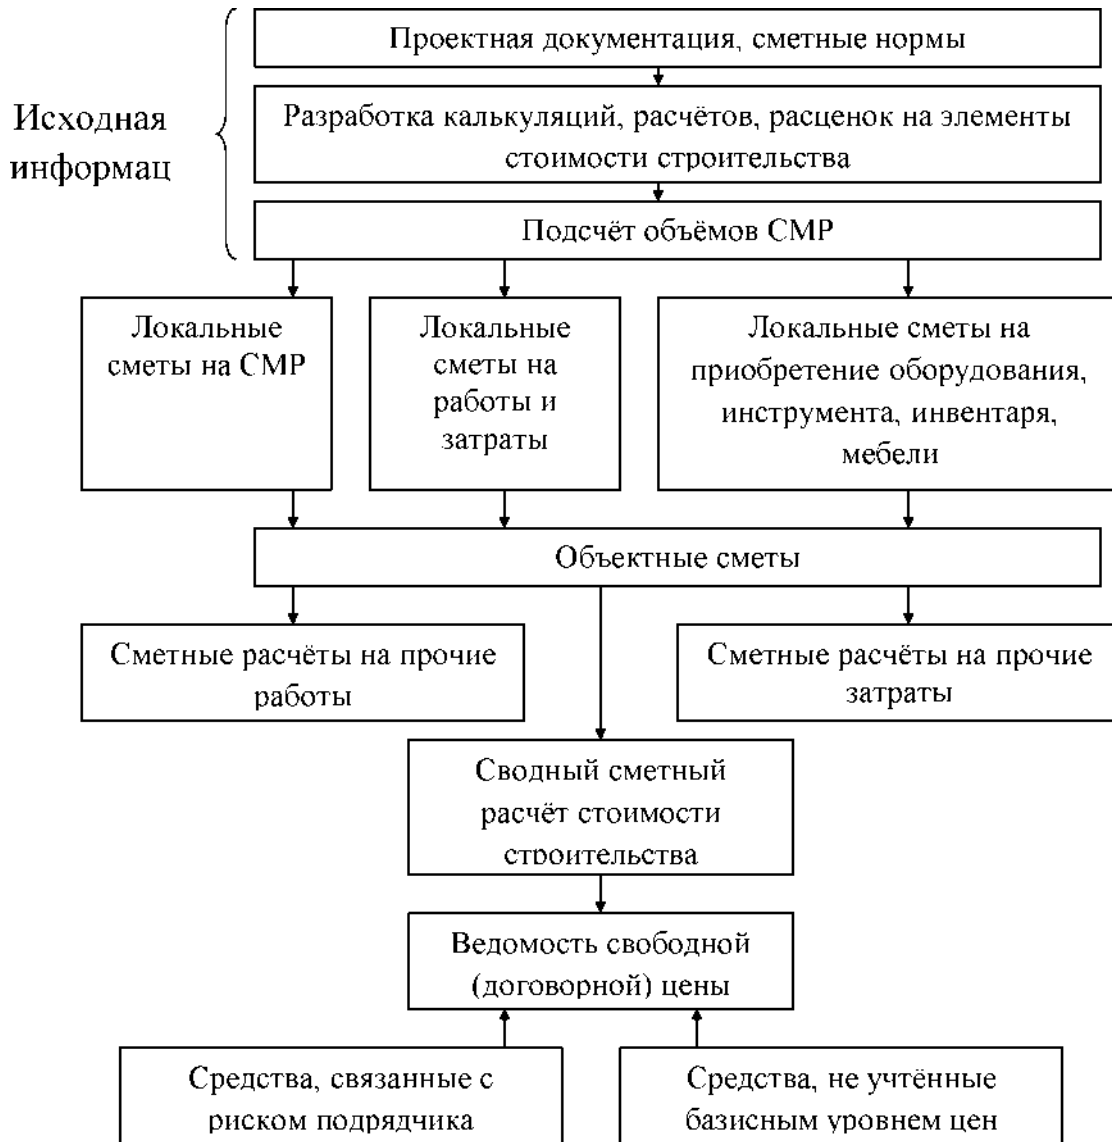 Проектная документация, сметные нормы
Исходная
информац
Разработка калькуляций, расчётов, расценок на элементы
стоимости строительства
Подсчёт объёмов СМР
Локальные
сметы на СМР
Локальные
сметы на
работы и
затраты
Локальные сметы на
приобретение оборудования,
инструмента, инвентаря,
мебели
Объектные сметы
Сметные расчёты на прочие
работы
Сметные расчёты на прочие
затраты
Сводный сметный
расчёт стоимости
строительства
Ведомость свободной
(договорной) цены
Средства, связанные с
риском подрядчика
Средства, не учтённые
базисным уровнем цен